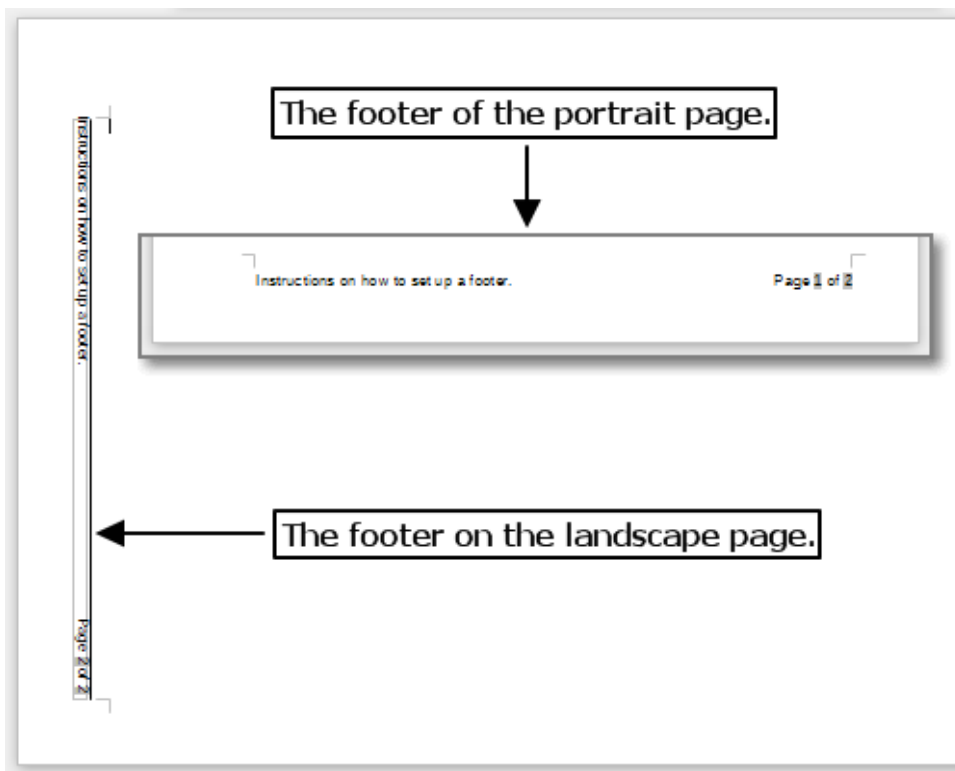 The footer of the portrait page.
Instructions on how to set up a footer. Page 1 of 2
The footer on the landscape page.
Instructions on how to set up a footer. Page 2 of 2